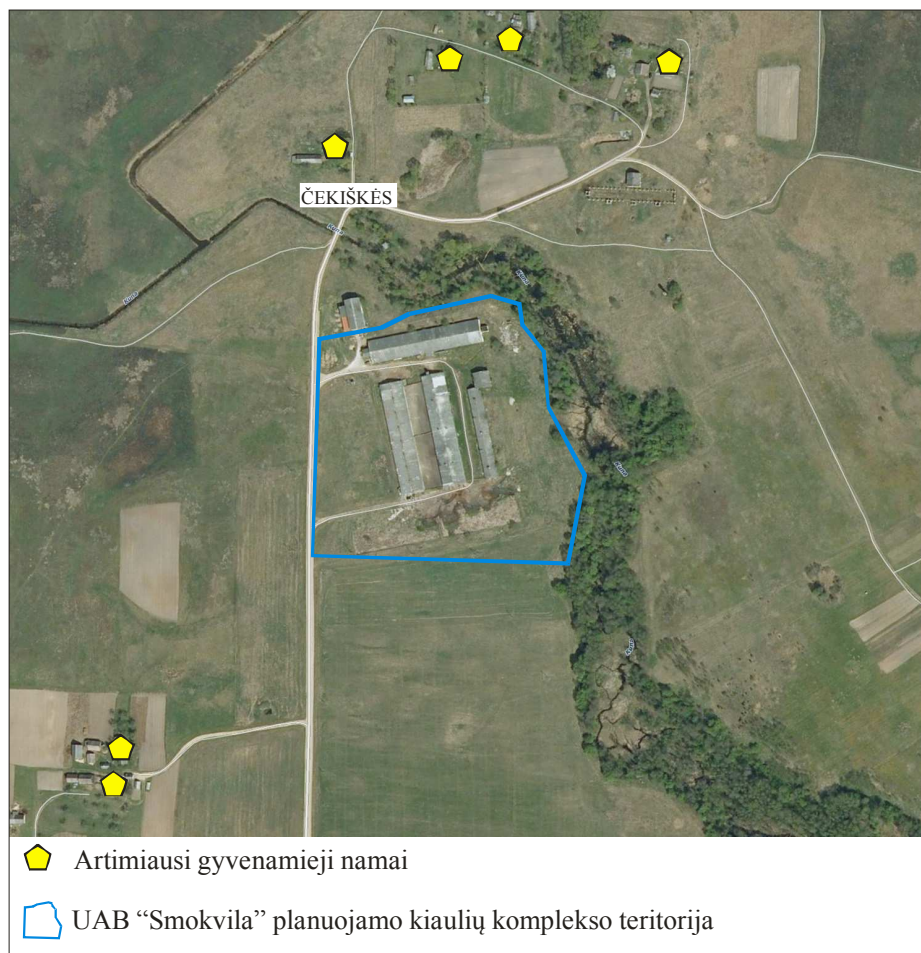 ČEKIŠKĖS
Artimiausi gyvenamieji namai
UAB “Smokvila” planuojamo kiaulių komplekso teritorija